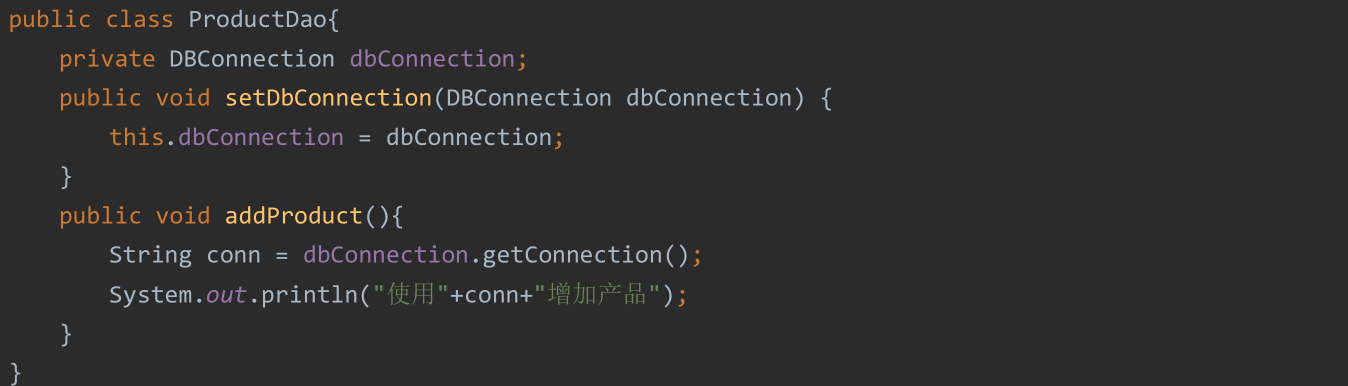 public class ProductDao{
    private DBConnection dbConnection;
    public void setDbConnection(DBConnection dbConnection) {
        this.dbConnection = dbConnection;
    }
    public void addProduct(){
        String conn = dbConnection.getConnection();
        System.out.println("使用"+conn+"增加产品");
    }
}